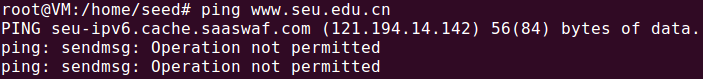 root@VM:/home/seed# ping www.seu.edu.cn
PING seu-ipv6.cache.saaswaf.com (121.194.14.142) 56(84) bytes of data.
ping: sendmsg: Operation not permitted
ping: sendmsg: Operation not permitted